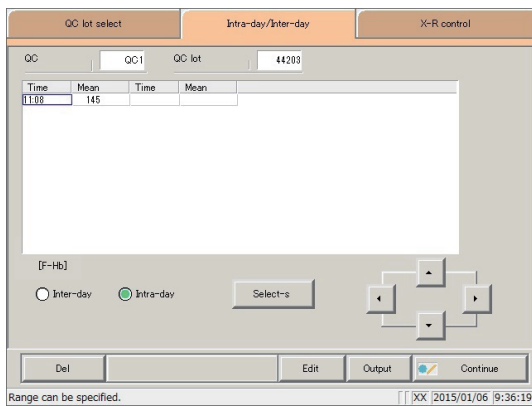 QC lot select Intra-day/Inter-day X-R control
QC QC1 QC lot 44203
Time Mean Time Mean
11:08 145
[F-Hb]
Inter-day Intra-day Select-s
Del Edit Output Continue
Range can be specified. XX 2015/01/06 9:36:19